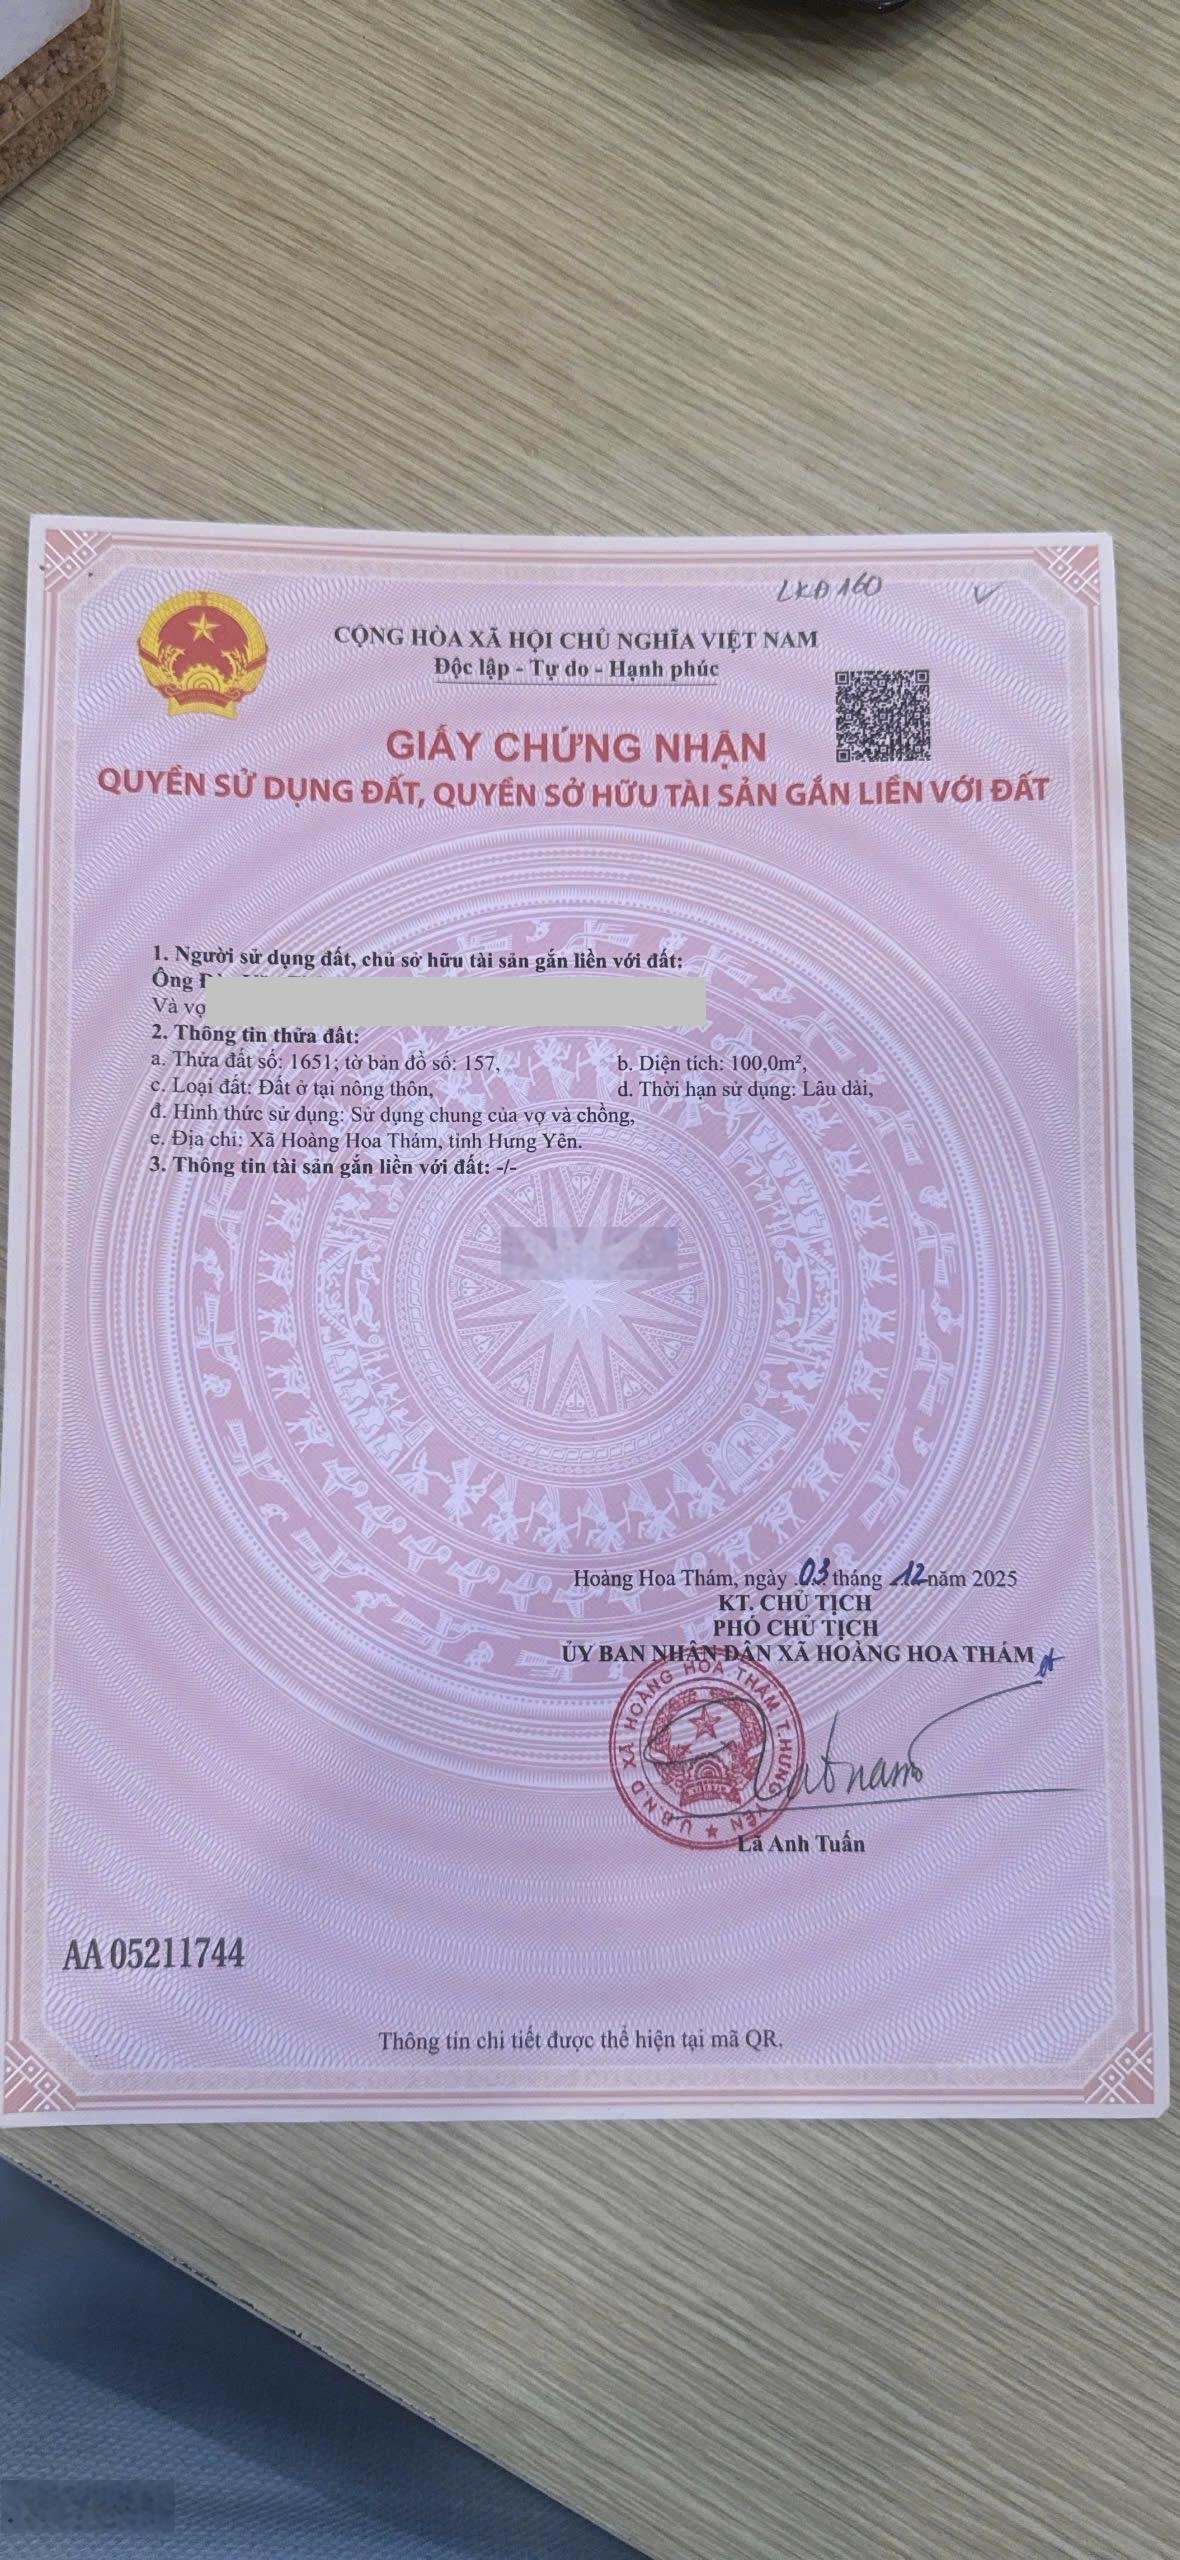 LKĐ 160
CỘNG HÒA XÃ HỘI CHỦ NGHĨA VIỆT NAM
Độc lập - Tự do - Hạnh phúc
GIẤY CHỨNG NHẬN
QUYỀN SỬ DỤNG ĐẤT, QUYỀN SỞ HỮU TÀI SẢN GẮN LIỀN VỚI ĐẤT
1. Người sử dụng đất, chủ sở hữu tài sản gắn liền với đất:
Ông
Và vợ
2. Thông tin thửa đất:
a. Thửa đất số: 1651; tờ bản đồ số: 157, b. Diện tích: 100,0m²,
c. Loại đất: Đất ở tại nông thôn, d. Thời hạn sử dụng: Lâu dài,
đ. Hình thức sử dụng: Sử dụng chung của vợ và chồng,
e. Địa chỉ: Xã Hoàng Hoa Thám, tỉnh Hưng Yên.
3. Thông tin tài sản gắn liền với đất: -/-
Hoàng Hoa Thám, ngày 03 tháng 12 năm 2025
KT. CHỦ TỊCH
PHÓ CHỦ TỊCH
ỦY BAN NHÂN DÂN XÃ HOÀNG HOA THÁM
U.B.N.D XÃ HOÀNG HOA THÁM T.HƯNG YÊN
Lã Anh Tuấn
AA 05211744
Thông tin chi tiết được thể hiện tại mã QR.